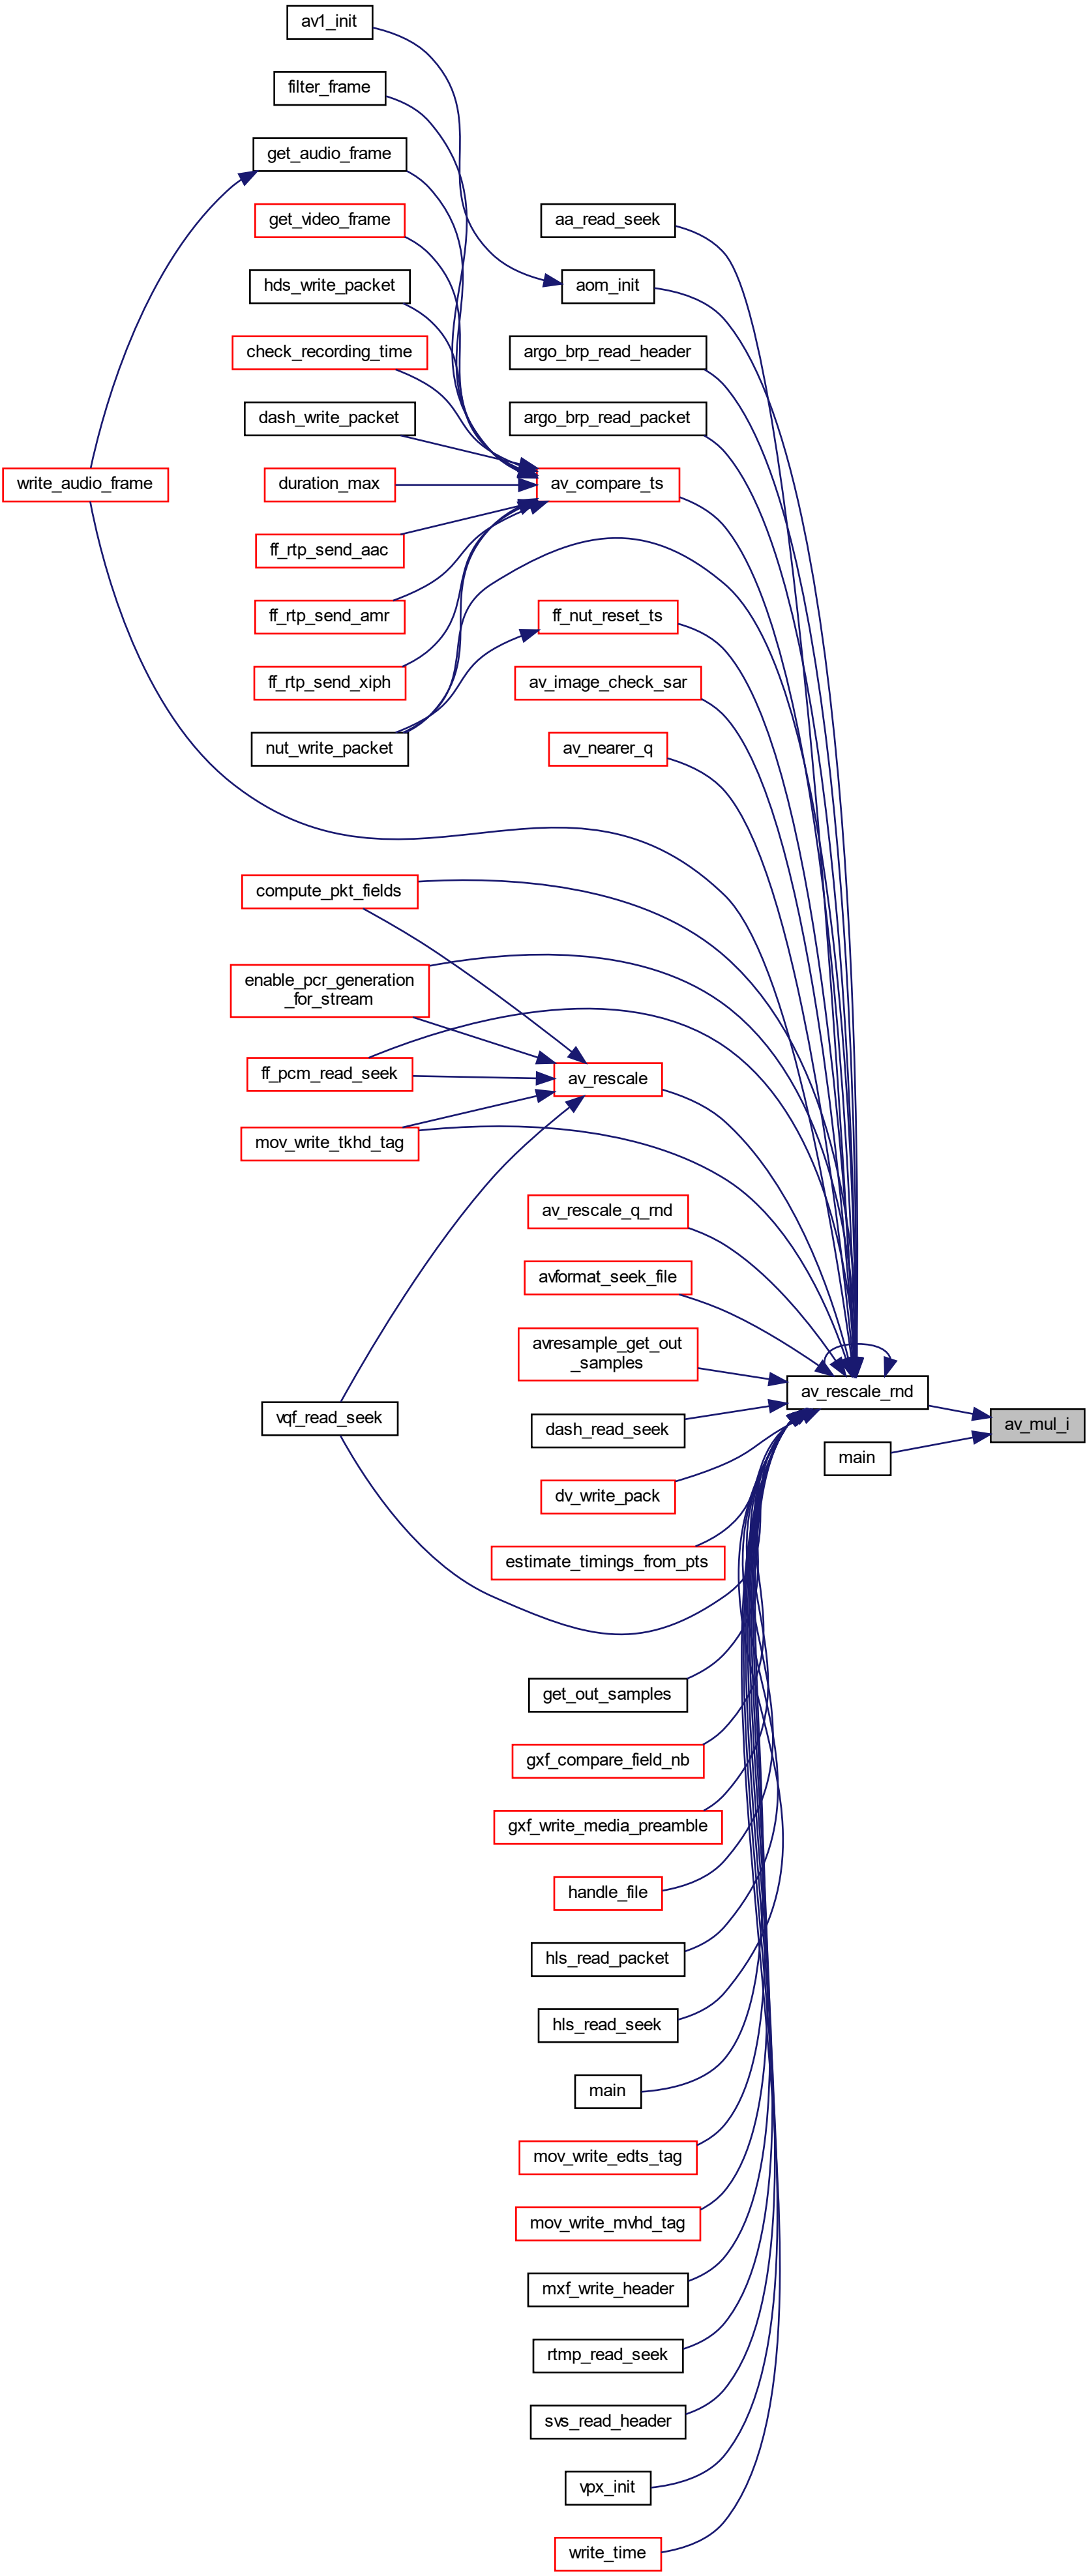 av1_init
filter_frame
get_audio_frame
get_video_frame
hds_write_packet
check_recording_time
dash_write_packet
write_audio_frame
duration_max
ff_rtp_send_aac
ff_rtp_send_amr
ff_rtp_send_xiph
nut_write_packet
compute_pkt_fields
enable_pcr_generation
_for_stream
ff_pcm_read_seek
mov_write_tkhd_tag
vqf_read_seek
aa_read_seek
aom_init
argo_brp_read_header
argo_brp_read_packet
av_compare_ts
ff_nut_reset_ts
av_image_check_sar
av_nearer_q
av_rescale
av_rescale_q_rnd
avformat_seek_file
avresample_get_out
_samples
dash_read_seek
dv_write_pack
estimate_timings_from_pts
get_out_samples
gxf_compare_field_nb
gxf_write_media_preamble
handle_file
hls_read_packet
hls_read_seek
main
mov_write_edts_tag
mov_write_mvhd_tag
mxf_write_header
rtmp_read_seek
svs_read_header
vpx_init
write_time
av_rescale_rnd
main
av_mul_i